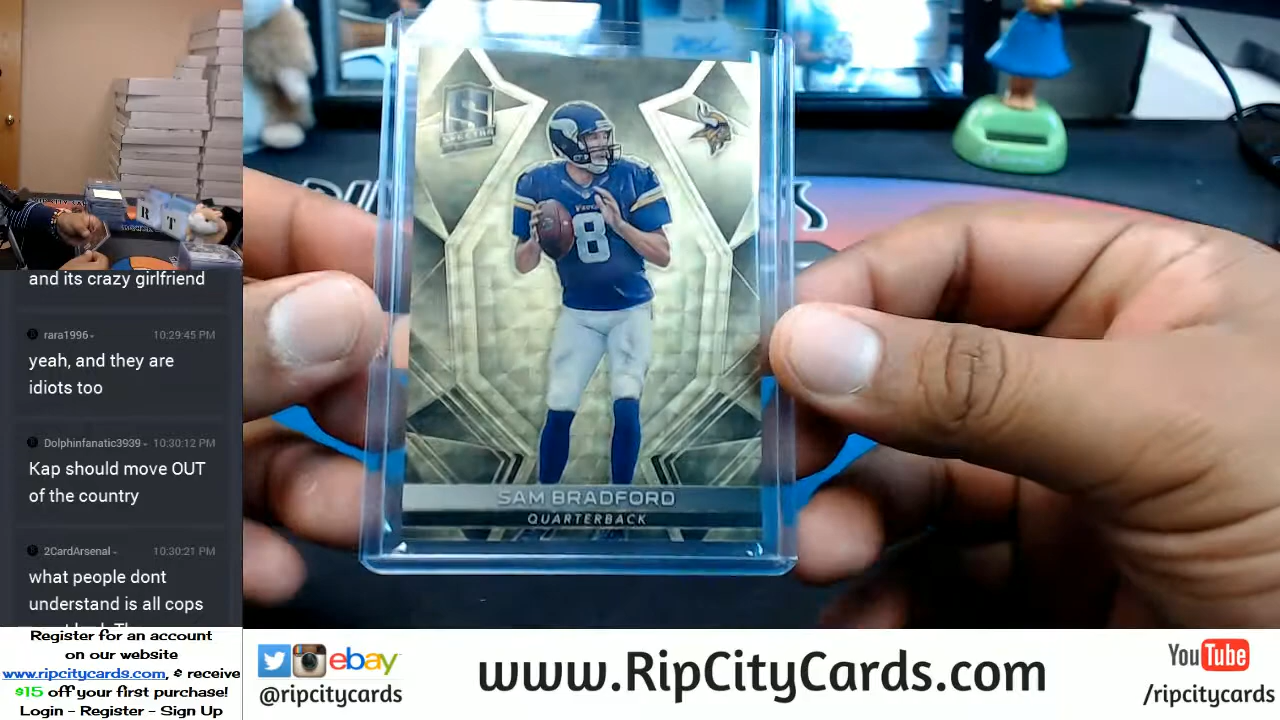 R T
and its crazy girlfriend
rara1996 10:29:45 PM
yeah, and they are
idiots too
Dolphinfanatic3939 10:30:12 PM
Kap should move OUT
of the country
2CardArsenal 10:30:21 PM
what people dont
understand is all cops
Register for an account
on our website
www.ripcitycards.com, & receive
$15 off your first purchase!
Login - Register - Sign Up
S
SPECTRA
8
SAM BRADFORD
QUARTERBACK
ebay
@ripcitycards
www.RipCityCards.com
YouTube
/ripcitycards